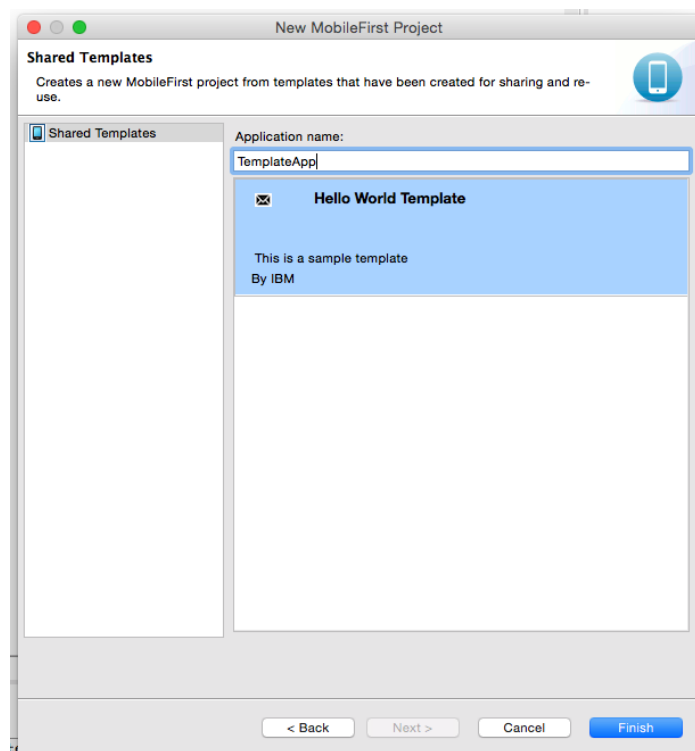 New MobileFirst Project
Shared Templates
Creates a new MobileFirst project from templates that have been created for sharing and re-
use.
Shared Templates
Application name:
TemplateApp
Hello World Template
This is a sample template
By IBM
< Back
Next >
Cancel
Finish